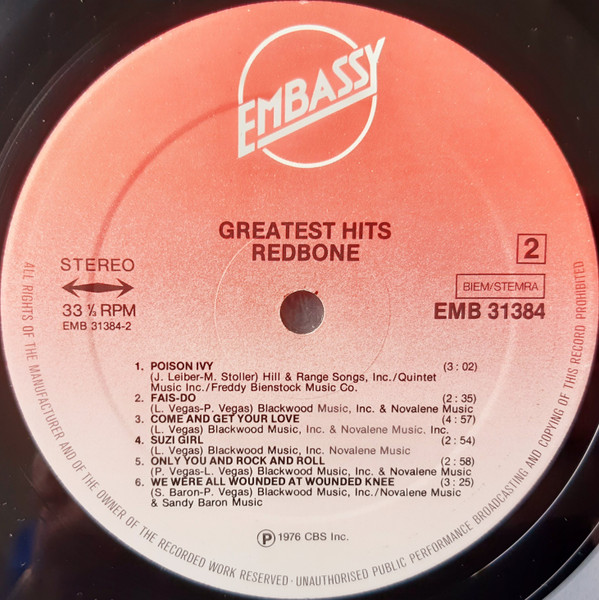 EMBASSY
GREATEST HITS
REDBONE
2
STEREO
33 ⅓ RPM
EMB 31384-2
BIEM/STEMRA
EMB 31384
1. POISON IVY (3 : 02)
(J. Leiber-M. Stoller) Hill & Range Songs, Inc./Quintet
Music Inc./Freddy Bienstock Music Co.
2. FAIS-DO (2 : 35)
(L. Vegas-P. Vegas) Blackwood Music, Inc & Novalene Music
3. COME AND GET YOUR LOVE (4 : 57)
(L. Vegas) Blackwood Music, Inc & Novalene Music, Inc.
4. SUZI GIRL (2 : 54)
(L. Vegas) Blackwood Music, Inc. Novalene Music
5. ONLY YOU AND ROCK AND ROLL (2 : 58)
(P. Vegas-L. Vegas) Blackwood Music, Inc. & Novalene Music
6. WE WERE ALL WOUNDED AT WOUNDED KNEE (3 : 25)
(S. Baron-P. Vegas) Blackwood Music, Inc./Novalene Music
& Sandy Baron Music
Ⓟ 1976 CBS Inc.
ALL RIGHTS OF THE MANUFACTURER AND OF THE OWNER OF THE RECORDED WORK RESERVED · UNAUTHORISED PUBLIC PERFORMANCE BROADCASTING AND COPYING OF THIS RECORD PROHIBITED